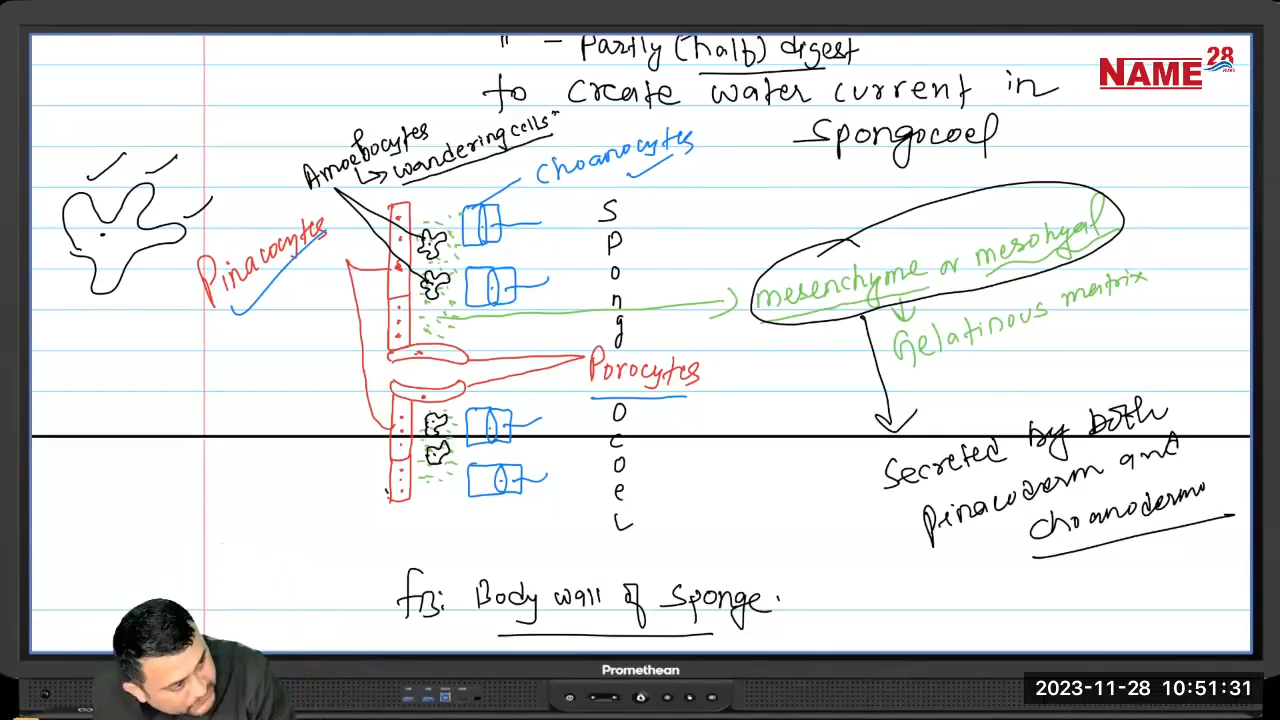 " - Partly (half) digest
to create water current in
Spongocoel
NAME
28
Amoebocytes
↳ wandering cells"
Choanocytes
Pinacocytes
S
P
o
n
g
mesenchyme or mesohyal
Gelatinous matrix
Porocytes
O
C
O
e
L
Secreted by both
Pinacoderm and
choanoderm
fig: Body wall of Sponge.
Promethean
2023-11-28 10:51:31